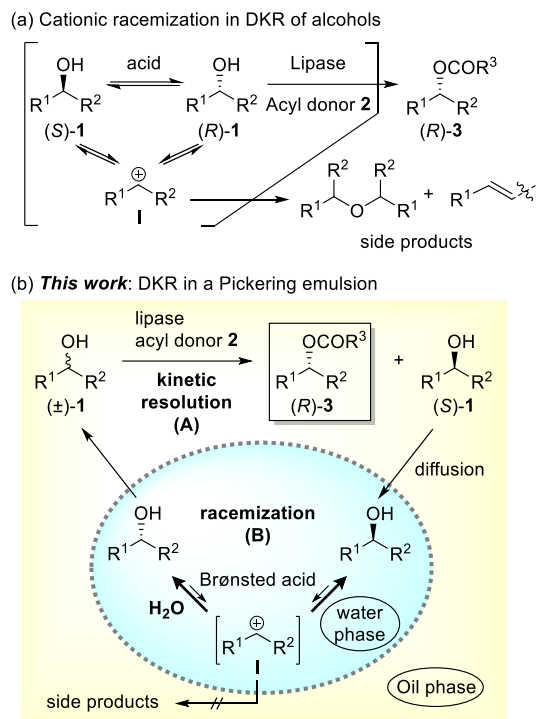 (a) Cationic racemization in DKR of alcohols
OH acid OH Lipase OCOR³
R¹ R² R¹ R² Acyl donor 2 R¹ R²
(S)-1 (R)-1 (R)-3
⊕ R² R²
R¹ R² R¹ O R¹ + R¹
I
side products
(b) This work: DKR in a Pickering emulsion
lipase
OH acyl donor 2 OCOR³ + OH
R¹ R² kinetic R¹ R² R¹ R²
(±)-1 resolution (R)-3 (S)-1
(A)
diffusion
OH racemization OH
R¹ R² (B) R¹ R²
Brønsted acid
H₂O water
⊕ phase
R¹ R²
I
Oil phase
side products